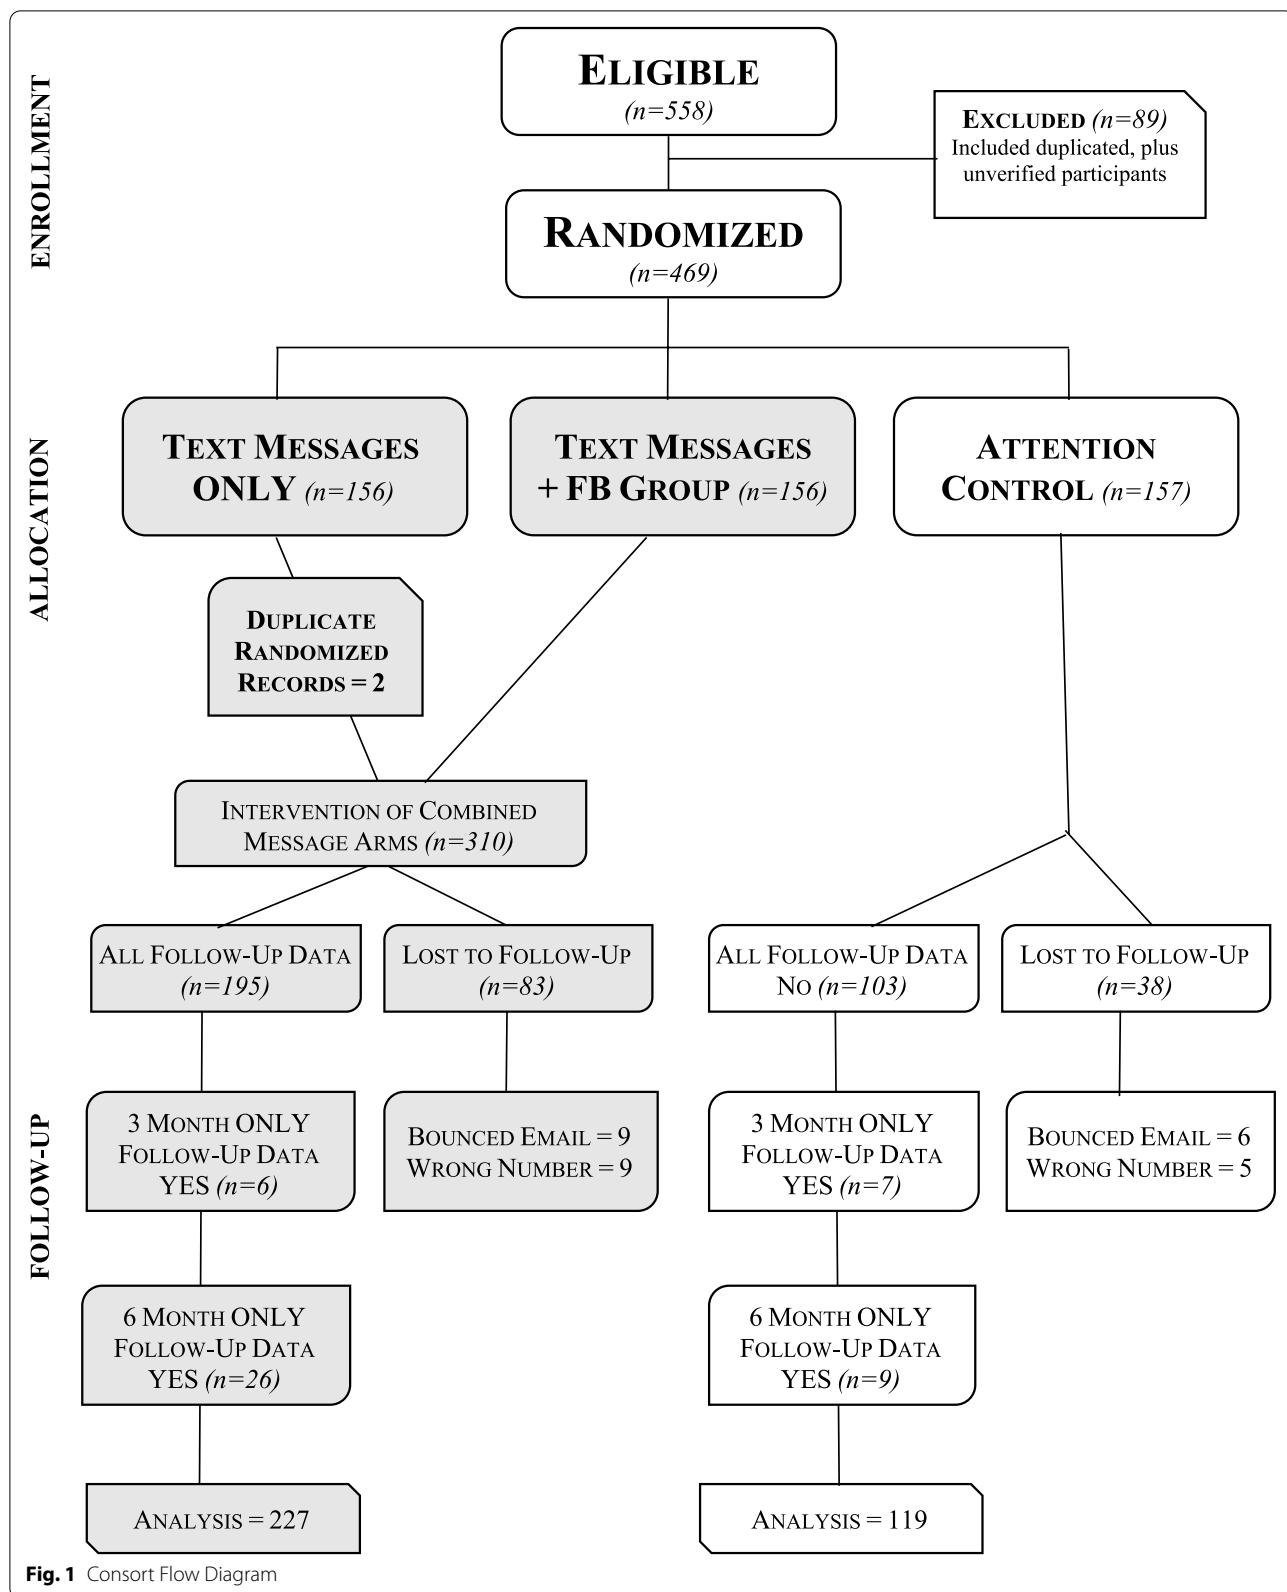 ENROLLMENT
ELIGIBLE
(n=558)
EXCLUDED (n=89)
Included duplicated, plus
unverified participants
RANDOMIZED
(n=469)
ALLOCATION
TEXT MESSAGES
ONLY (n=156)
TEXT MESSAGES
+ FB GROUP (n=156)
ATTENTION
CONTROL (n=157)
DUPLICATE
RANDOMIZED
RECORDS = 2
INTERVENTION OF COMBINED
MESSAGE ARMS (n=310)
FOLLOW-UP
ALL FOLLOW-UP DATA
(n=195)
LOST TO FOLLOW-UP
(n=83)
ALL FOLLOW-UP DATA
NO (n=103)
LOST TO FOLLOW-UP
(n=38)
3 MONTH ONLY
FOLLOW-UP DATA
YES (n=6)
BOUNCED EMAIL = 9
WRONG NUMBER = 9
3 MONTH ONLY
FOLLOW-UP DATA
YES (n=7)
BOUNCED EMAIL = 6
WRONG NUMBER = 5
6 MONTH ONLY
FOLLOW-UP DATA
YES (n=26)
6 MONTH ONLY
FOLLOW-UP DATA
YES (n=9)
ANALYSIS = 227
ANALYSIS = 119
Fig. 1 Consort Flow Diagram